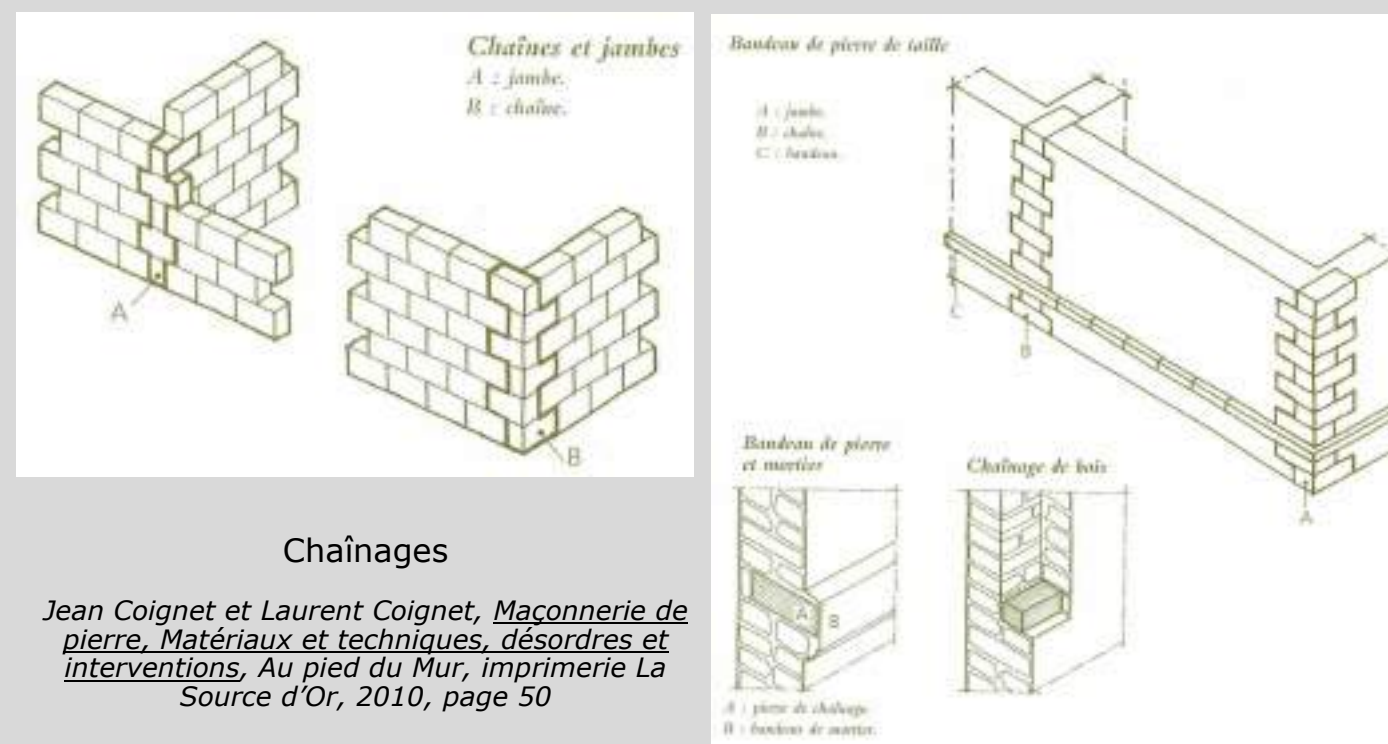 Chaînes et jambes
A : jambe.
B : chaîne.
A
B
Chaînages
Jean Coignet et Laurent Coignet, Maçonnerie de
pierre, Matériaux et techniques, désordres et
interventions, Au pied du Mur, imprimerie La
Source d’Or, 2010, page 50
Bandeau de pierre de taille
A : jambe.
B : chaîne.
C : bandeau.
C
B
A
Bandeau de pierre
et mortier
A
B
A : pierre de chaînage
B : bandeau de mortier.
Chaînage de bois